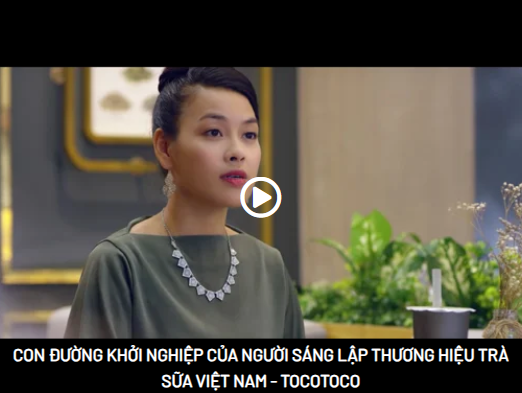 CON ĐƯỜNG KHỞI NGHIỆP CỦA NGƯỜI SÁNG LẬP THƯƠNG HIỆU TRÀ
SỮA VIỆT NAM - TOCOTOCO